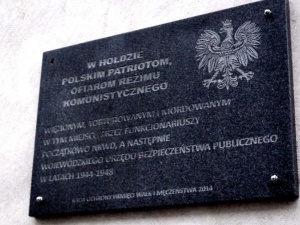 W HOŁDZIE
POLSKIM PATRIOTOM,
OFIAROM REŻIMU
KOMUNISTYCZNEGO
WIĘZIONYM, TORTUROWANYM I MORDOWANYM
W TYM MIEJSCU, PRZEZ FUNKCJONARIUSZY
POCZĄTKOWO NKWD, A NASTĘPNIE
WOJEWÓDZKIEGO URZĘDU BEZPIECZEŃSTWA PUBLICZNEGO
W LATACH 1944-1948
RADA OCHRONY PAMIĘCI WALK I MĘCZEŃSTWA 2014